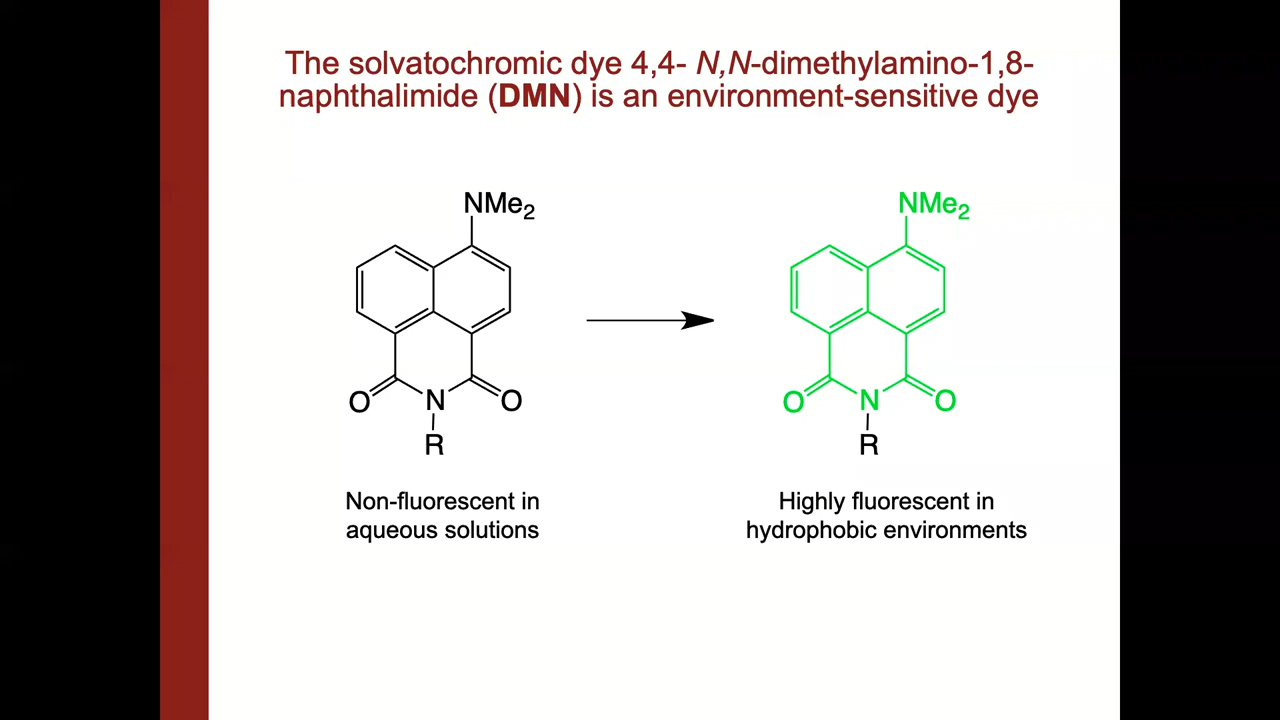 The solvatochromic dye 4,4- N,N-dimethylamino-1,8-
naphthalimide (DMN) is an environment-sensitive dye
NMe₂
O
N
O
R
NMe₂
O
N
O
R
Non-fluorescent in
aqueous solutions
Highly fluorescent in
hydrophobic environments